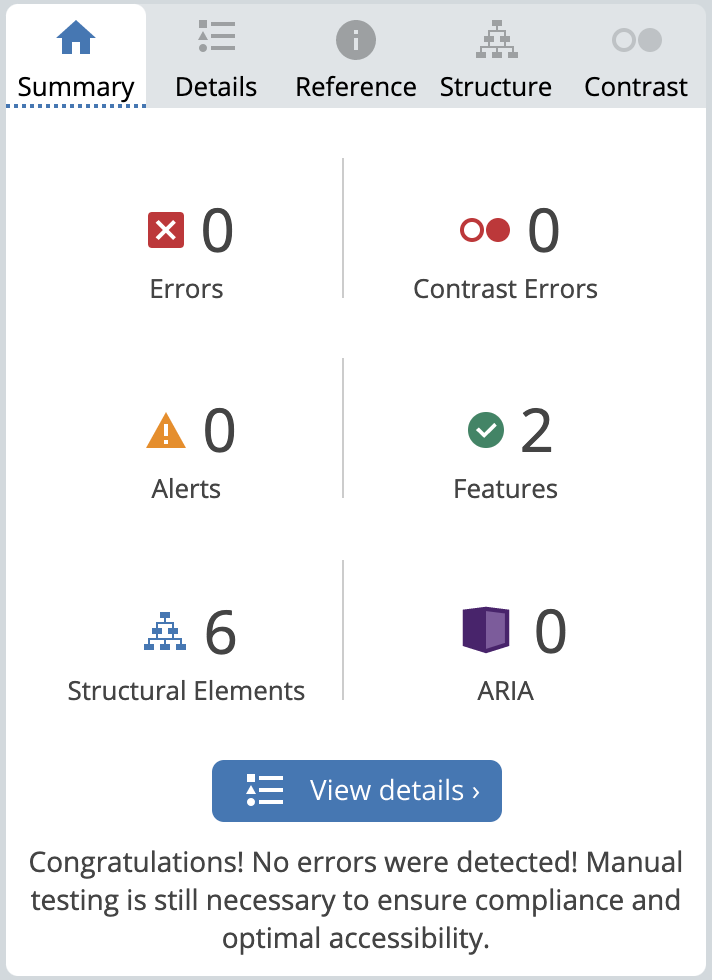 Summary Details Reference Structure Contrast
0 0
Errors Contrast Errors
0 2
Alerts Features
6 0
Structural Elements ARIA
View details ›
Congratulations! No errors were detected! Manual
testing is still necessary to ensure compliance and
optimal accessibility.